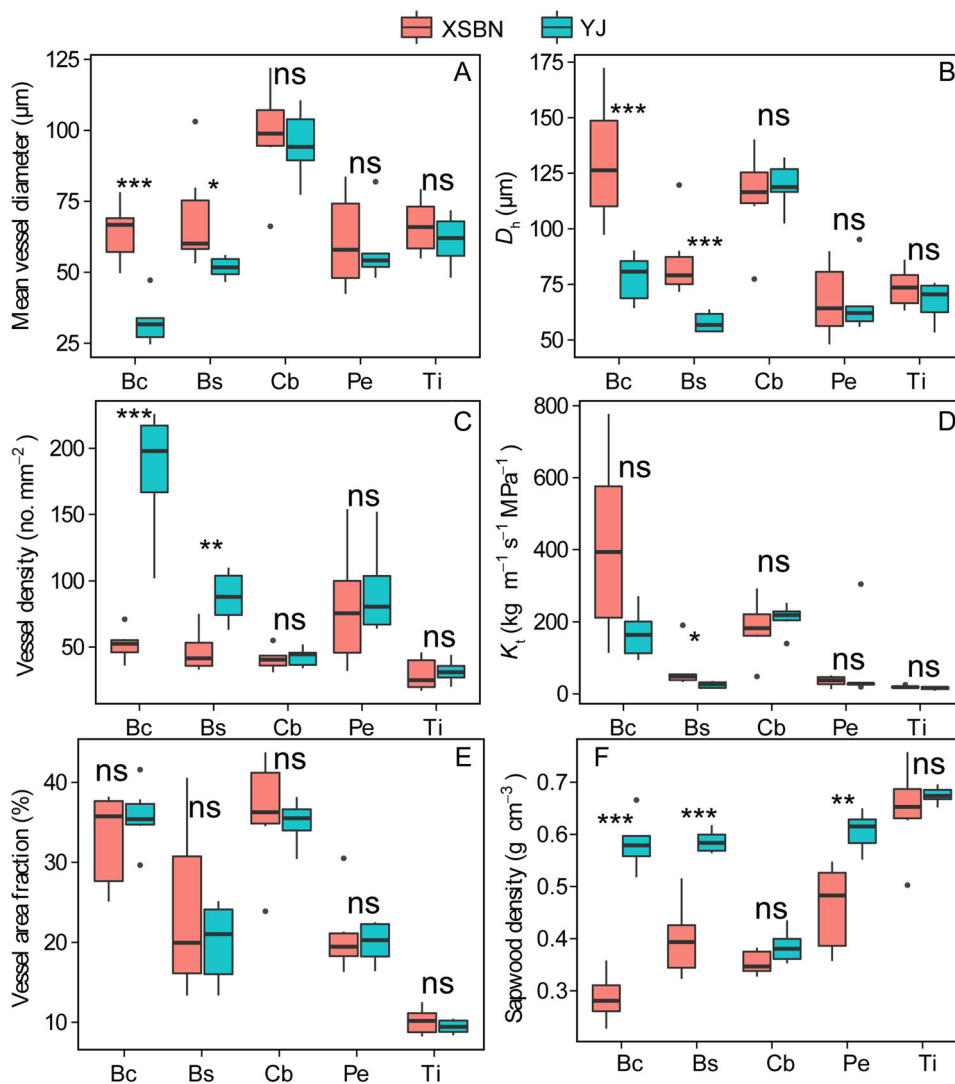 XSBN YJ
A
Mean vessel diameter (µm)
125
100
75
50
25
*** * ns ns ns
Bc Bs Cb Pe Ti
B
Dₕ (µm)
175
150
125
100
75
50
*** *** ns ns ns
Bc Bs Cb Pe Ti
C
Vessel density (no. mm⁻²)
200
150
100
50
*** ** ns ns ns
Bc Bs Cb Pe Ti
D
Kₜ (kg m⁻¹ s⁻¹ MPa⁻¹)
800
600
400
200
0
ns * ns ns ns
Bc Bs Cb Pe Ti
E
Vessel area fraction (%)
40
30
20
10
ns ns ns ns ns
Bc Bs Cb Pe Ti
F
Sapwood density (g cm⁻³)
0.7
0.6
0.5
0.4
0.3
*** *** ns ** ns
Bc Bs Cb Pe Ti